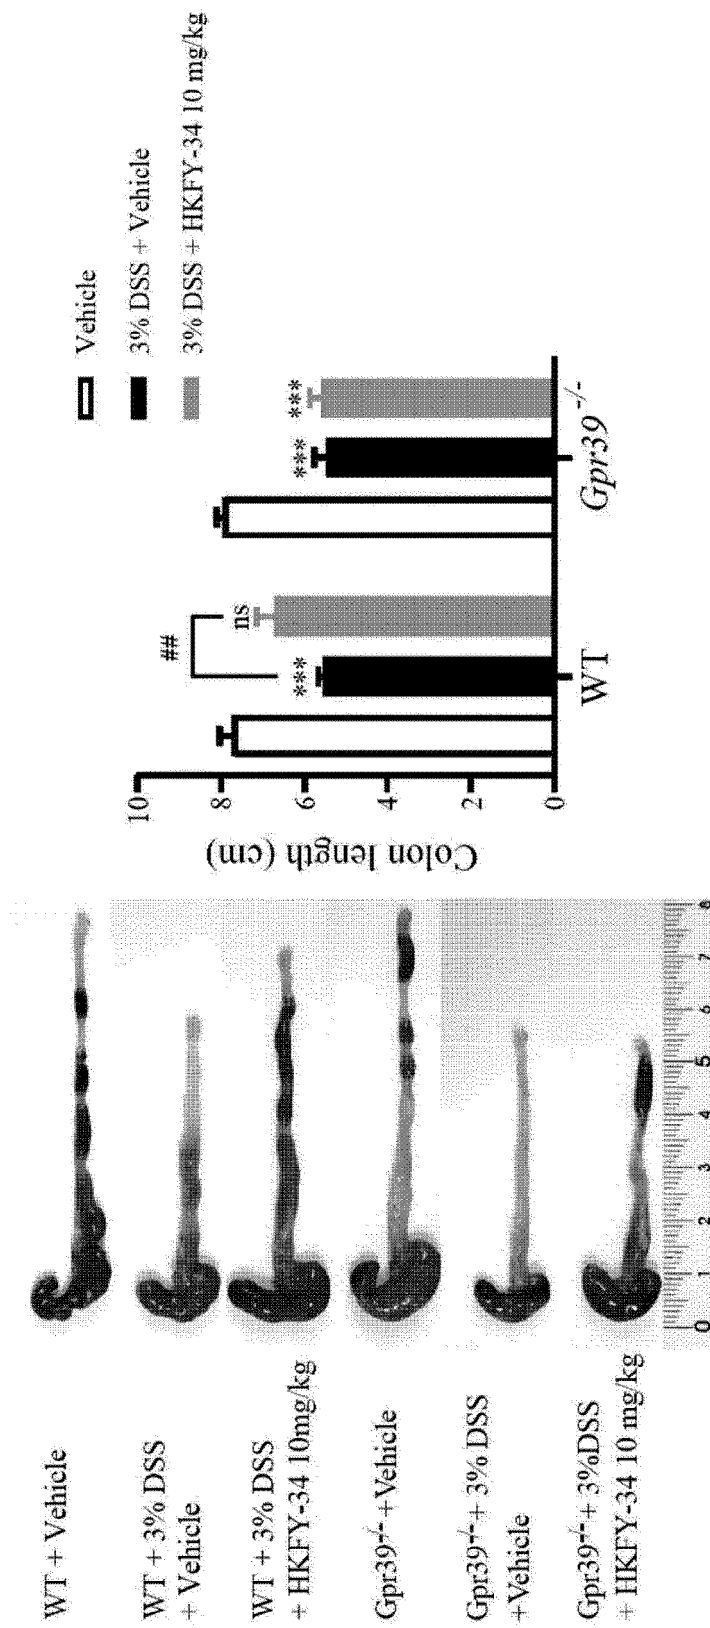 WT + Vehicle
WT + 3% DSS
+ Vehicle
WT + 3% DSS
+ HKFY-34 10mg/kg
Gpr39-/- +Vehicle
Gpr39-/- + 3% DSS
+Vehicle
Gpr39-/- + 3%DSS
+ HKFY-34 10 mg/kg
0 1 2 3 4 5 6 7 8
Colon length (cm)
10
8
6
4
2
0
##
***
ns
***
***
WT
Gpr39 -/-
Vehicle
3% DSS + Vehicle
3% DSS + HKFY-34 10 mg/kg